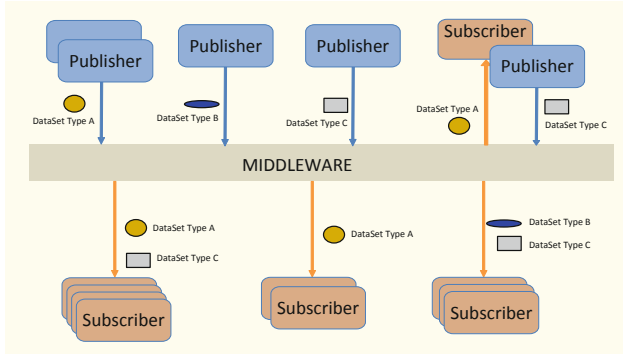 Subscriber
Publisher
Publisher
Publisher
Publisher
DataSet Type A
DataSet Type B
DataSet Type C
DataSet Type A
DataSet Type C
MIDDLEWARE
DataSet Type A
DataSet Type C
DataSet Type A
DataSet Type B
DataSet Type C
Subscriber
Subscriber
Subscriber